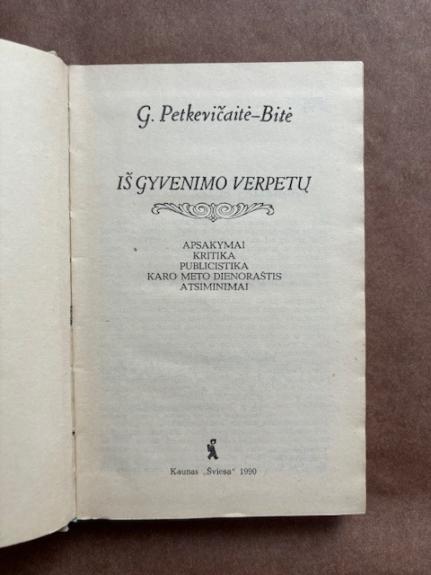 G. Petkevičaitė-Bitė
IŠ GYVENIMO VERPETŲ
APSAKYMAI
KRITIKA
PUBLICISTIKA
KARO METO DIENORAŠTIS
ATSIMINIMAI
Kaunas „Šviesa“ 1990